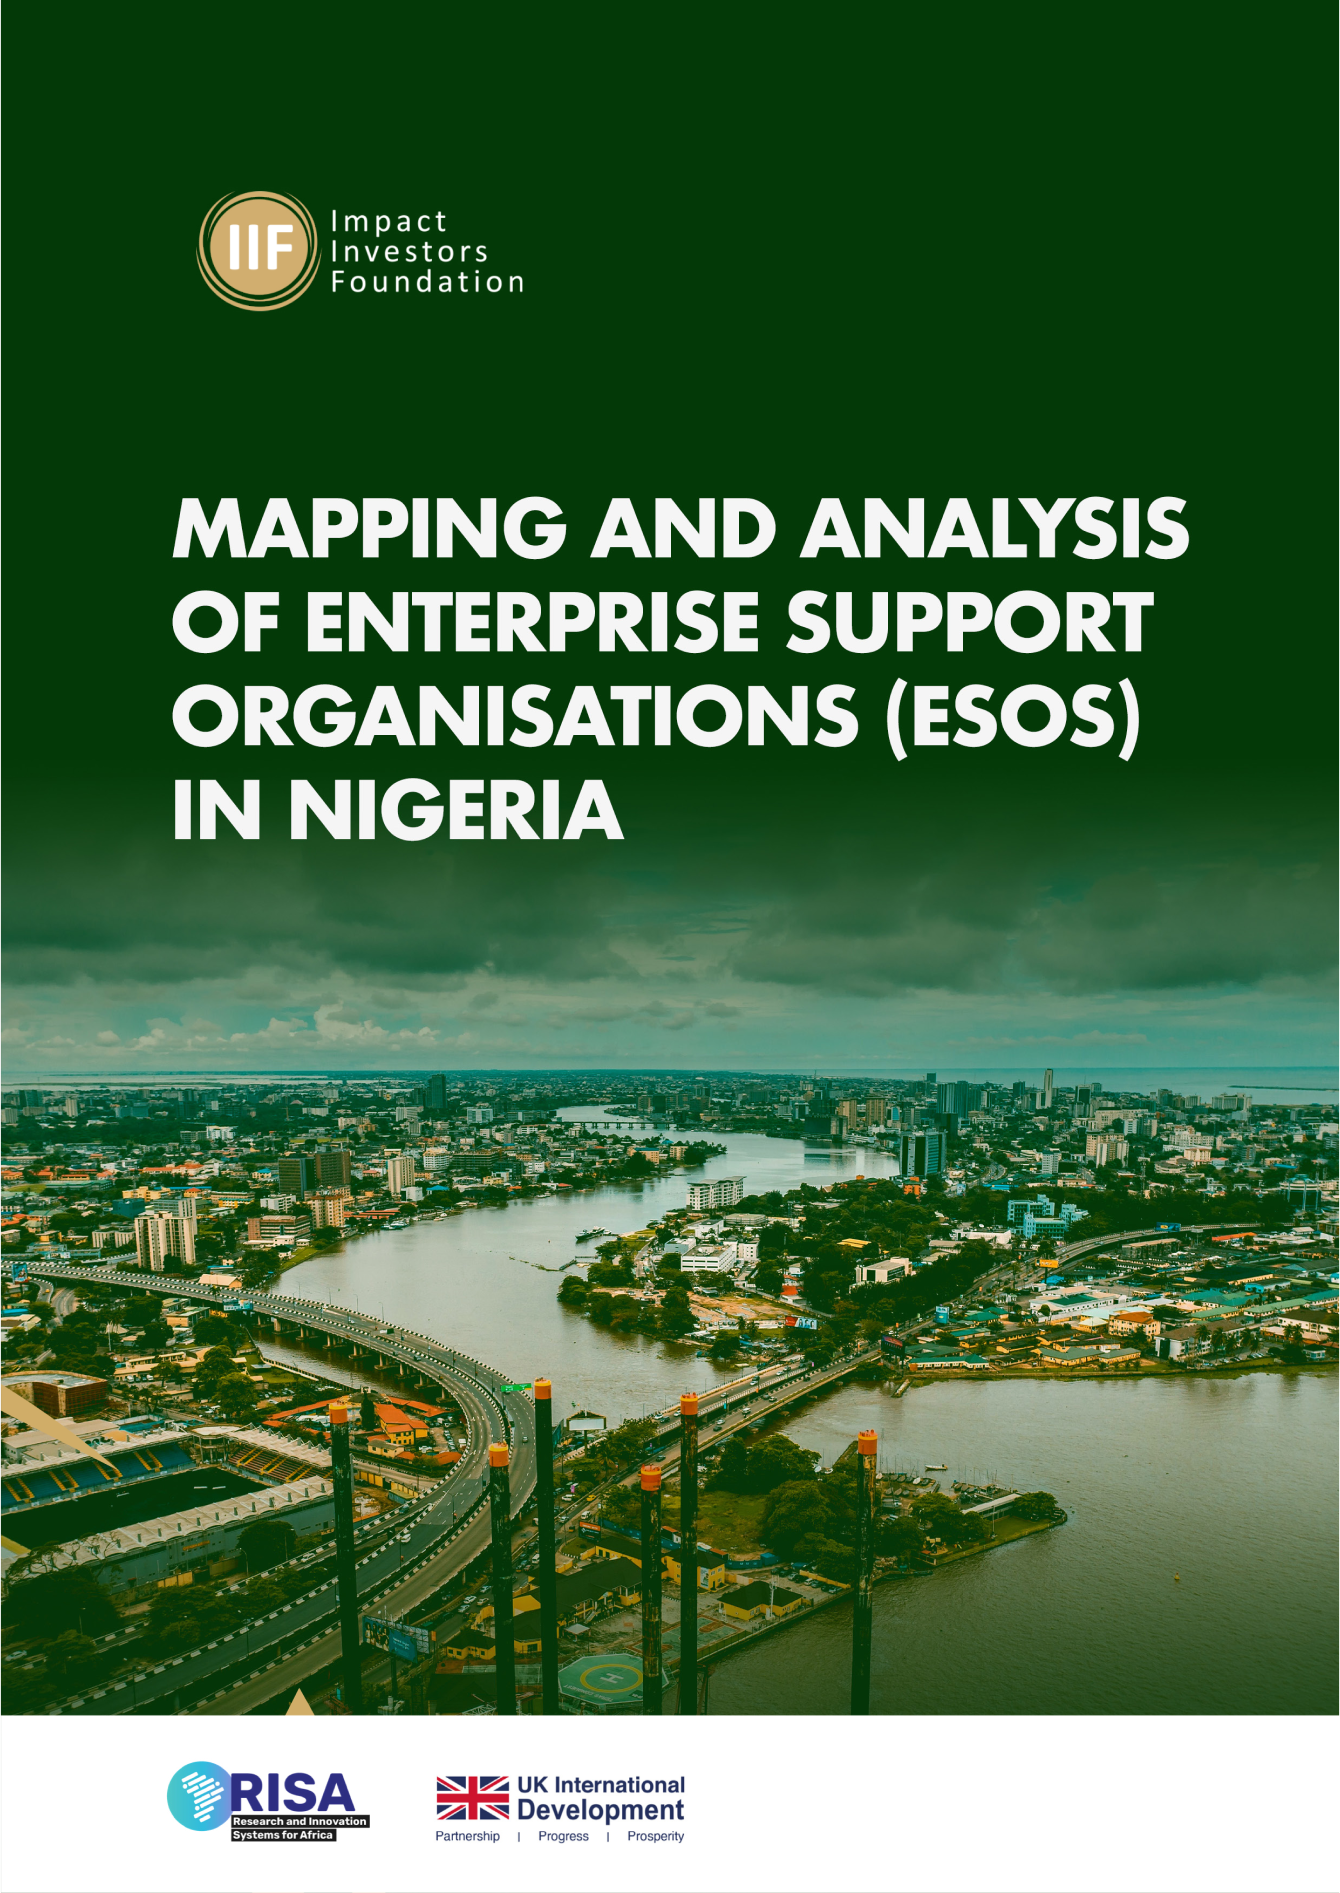 IIF
Impact
Investors
Foundation
MAPPING AND ANALYSIS
OF ENTERPRISE SUPPORT
ORGANISATIONS (ESOS)
IN NIGERIA
H
RISA
Research and Innovation
Systems for Africa
UK International
Development
Partnership | Progress | Prosperity